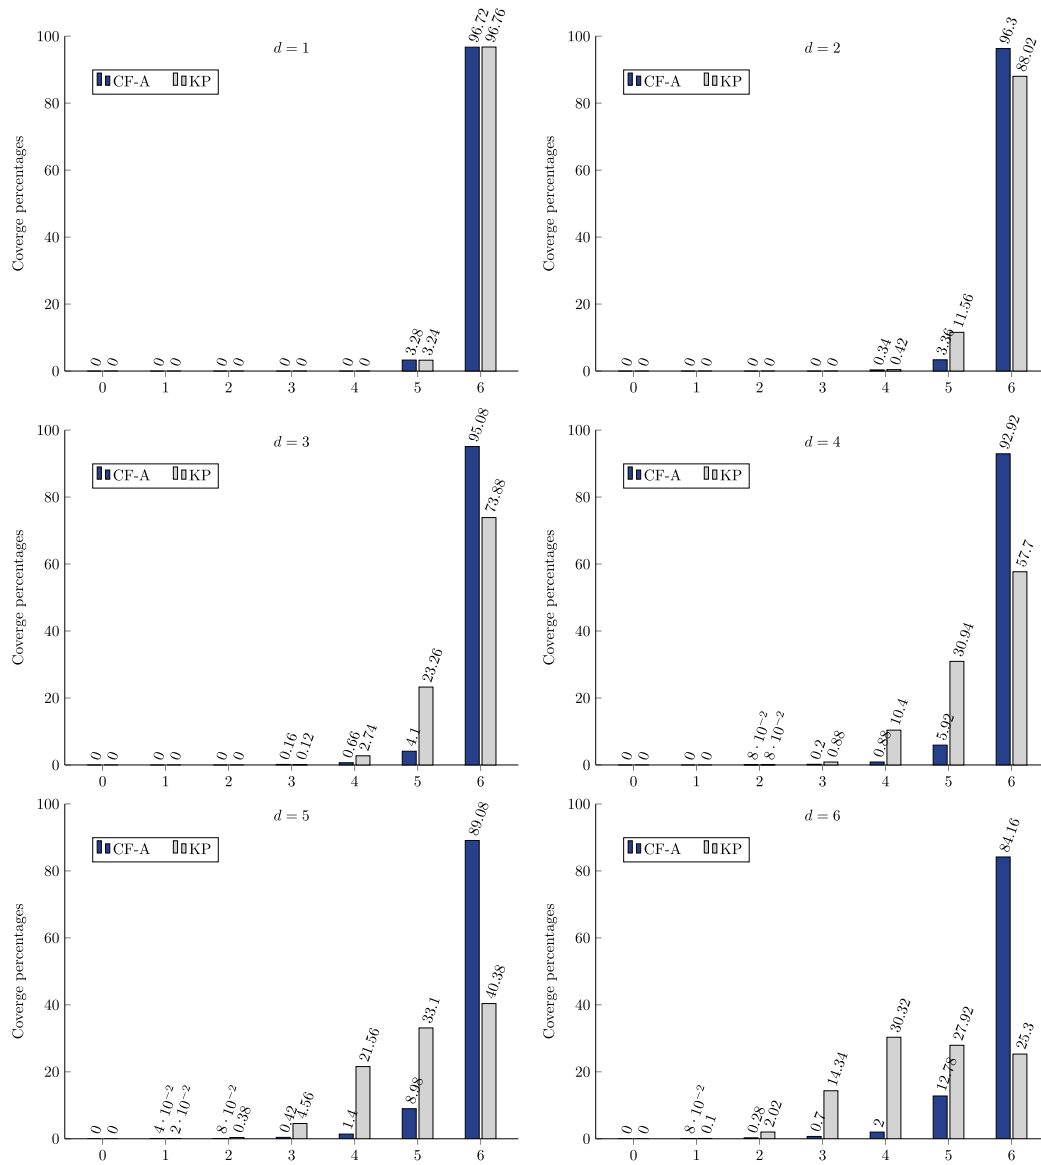 d = 1
CF-A KP
Coverge percentages
0 20 40 60 80 100
0 0 0 0 0 0 0 0 0 0 3.28 3.24 96.72 96.76
0 1 2 3 4 5 6
d = 2
CF-A KP
Coverge percentages
0 20 40 60 80 100
0 0 0 0 0 0 0 0 0.34 0.42 3.36 11.56 96.3 88.02
0 1 2 3 4 5 6
d = 3
CF-A KP
Coverge percentages
0 20 40 60 80 100
0 0 0 0 0 0 0.16 0.12 0.66 2.74 4.1 23.26 95.08 73.88
0 1 2 3 4 5 6
d = 4
CF-A KP
Coverge percentages
0 20 40 60 80 100
0 0 0 0 8 · 10⁻² 8 · 10⁻² 0.2 0.88 0.88 10.4 5.92 30.94 92.92 57.7
0 1 2 3 4 5 6
d = 5
CF-A KP
Coverge percentages
0 20 40 60 80 100
0 0 4 · 10⁻² 2 · 10⁻² 8 · 10⁻² 0.38 0.42 4.56 1.4 21.56 8.98 33.1 89.08 40.38
0 1 2 3 4 5 6
d = 6
CF-A KP
Coverge percentages
0 20 40 60 80 100
0 0 8 · 10⁻² 0.1 0.28 2.02 0.7 14.34 2 30.32 12.78 27.92 84.16 25.3
0 1 2 3 4 5 6